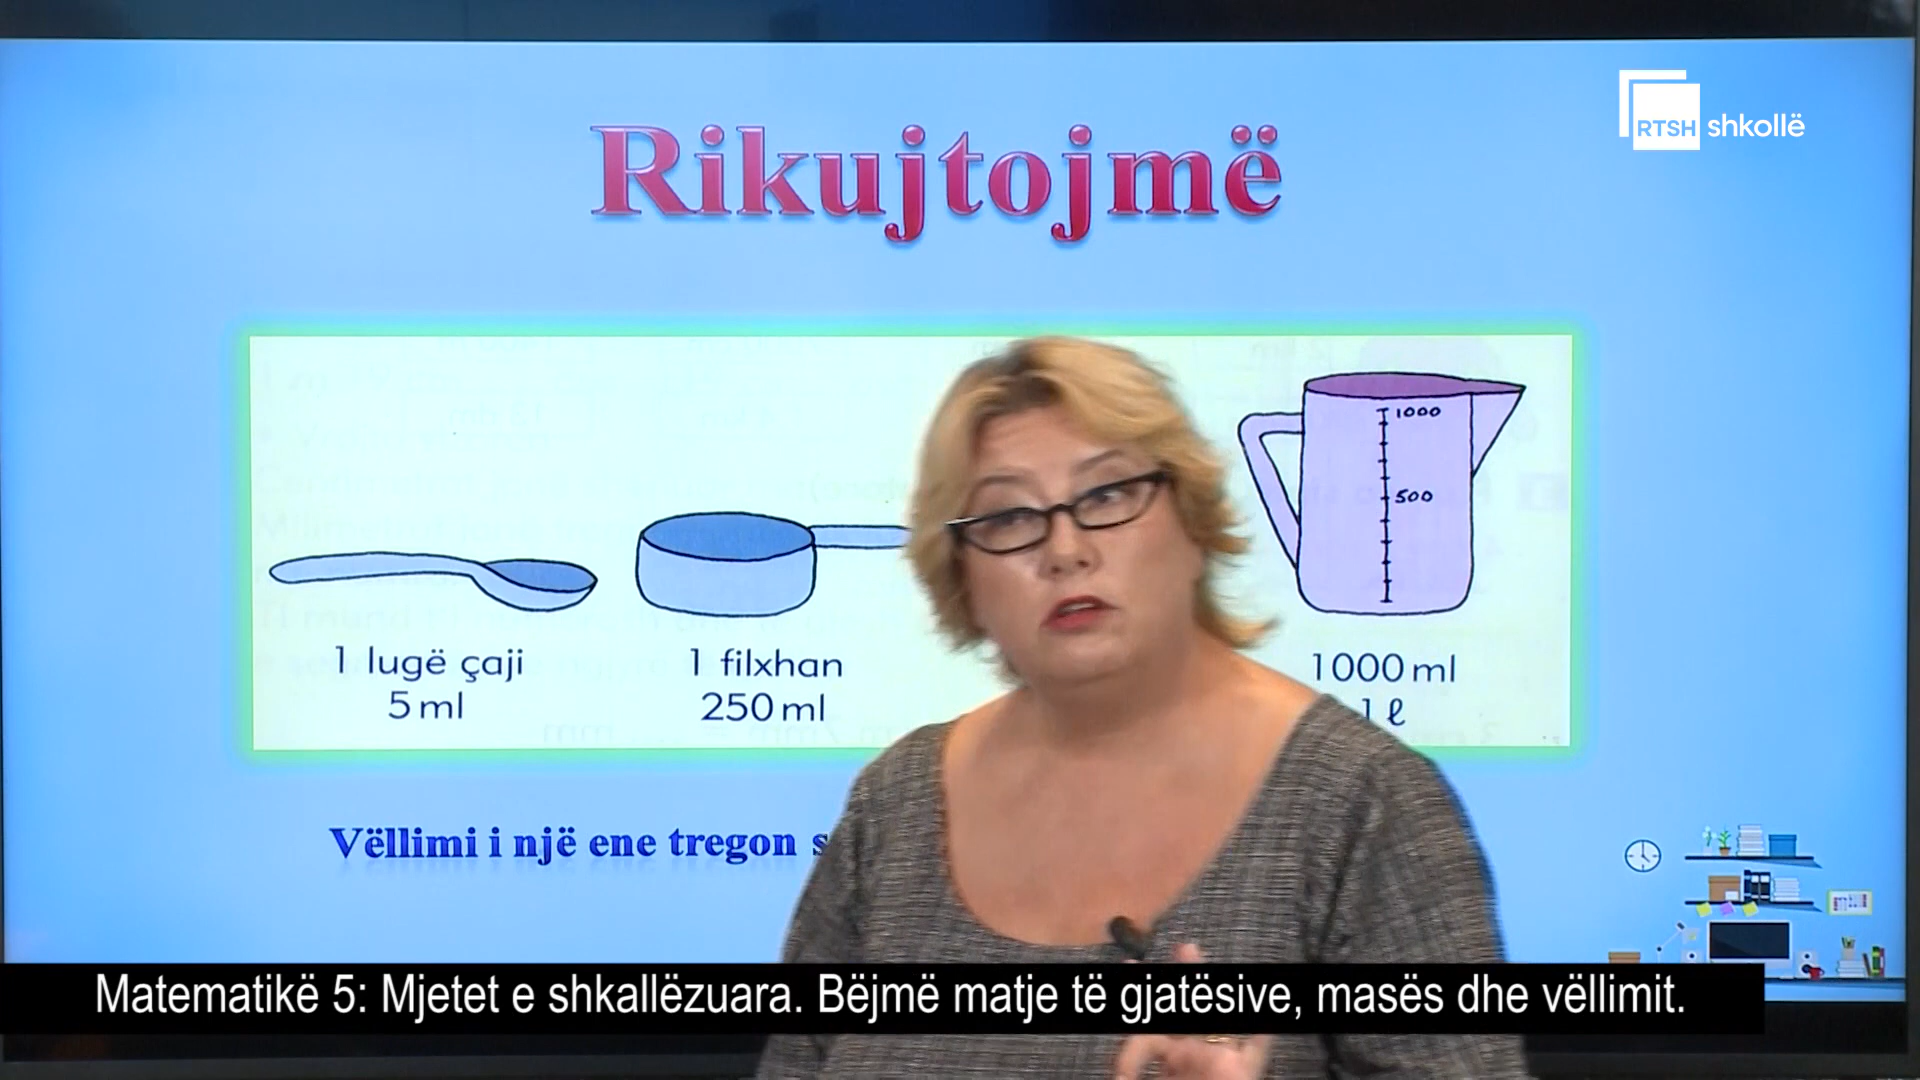 RTSH shkollë
Rikujtojmë
1000
500
1 lugë çaji
5 ml
1 filxhan
250 ml
1000 ml
1 ℓ
Vëllimi i një ene tregon
Matematikë 5: Mjetet e shkallëzuara. Bëjmë matje të gjatësive, masës dhe vëllimit.